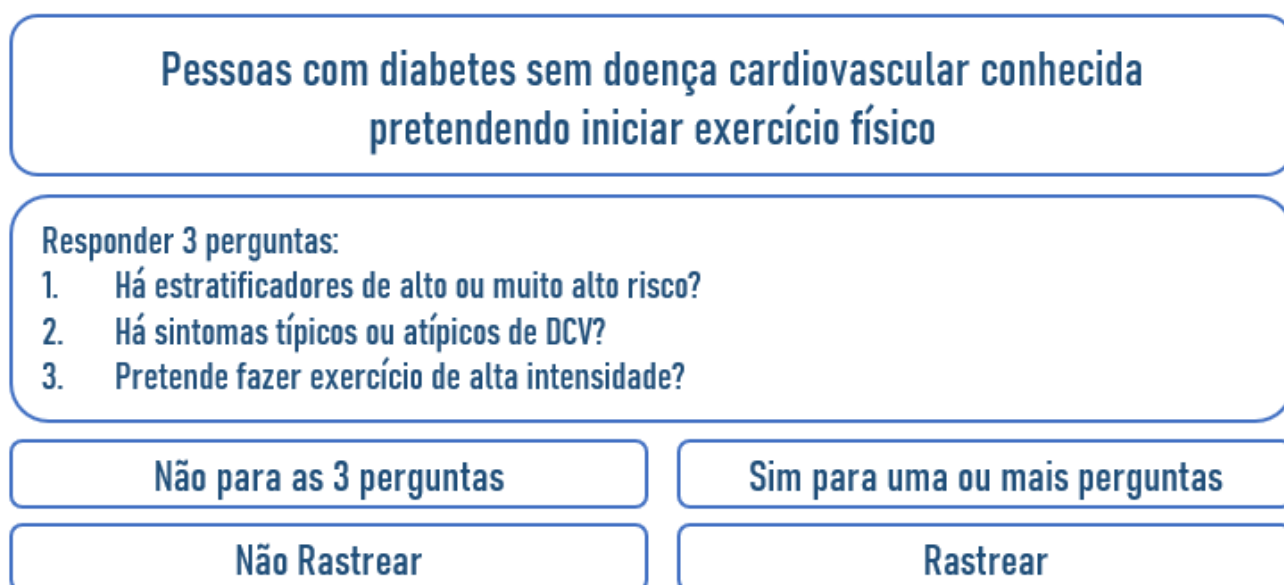 Pessoas com diabetes sem doença cardiovascular conhecida
pretendendo iniciar exercício físico
Responder 3 perguntas:
1. Há estratificadores de alto ou muito alto risco?
2. Há sintomas típicos ou atípicos de DCV?
3. Pretende fazer exercício de alta intensidade?
Não para as 3 perguntas
Sim para uma ou mais perguntas
Não Rastrear
Rastrear